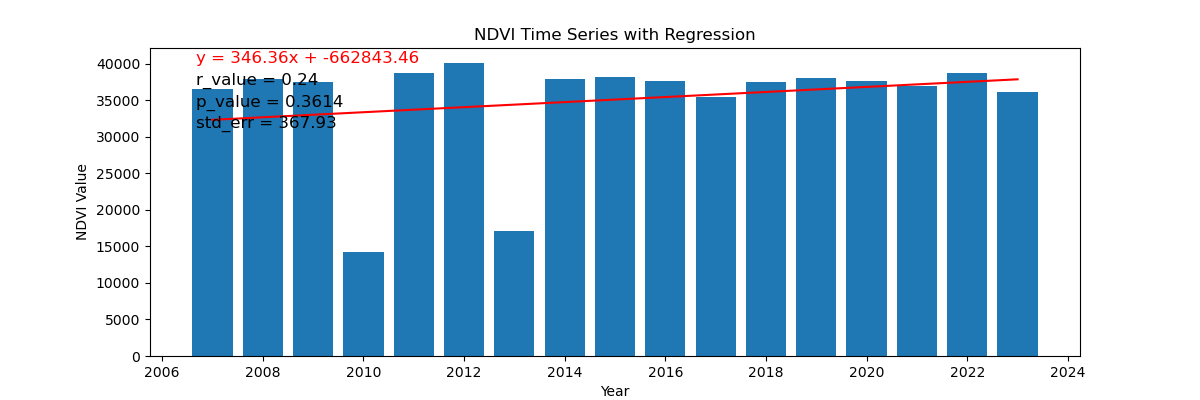 NDVI Time Series with Regression
y = 346.36x + -662843.46
r_value = 0.24
p_value = 0.3614
std_err = 367.93
40000
35000
30000
25000
20000
15000
10000
5000
0
NDVI Value
2006 2008 2010 2012 2014 2016 2018 2020 2022 2024
Year